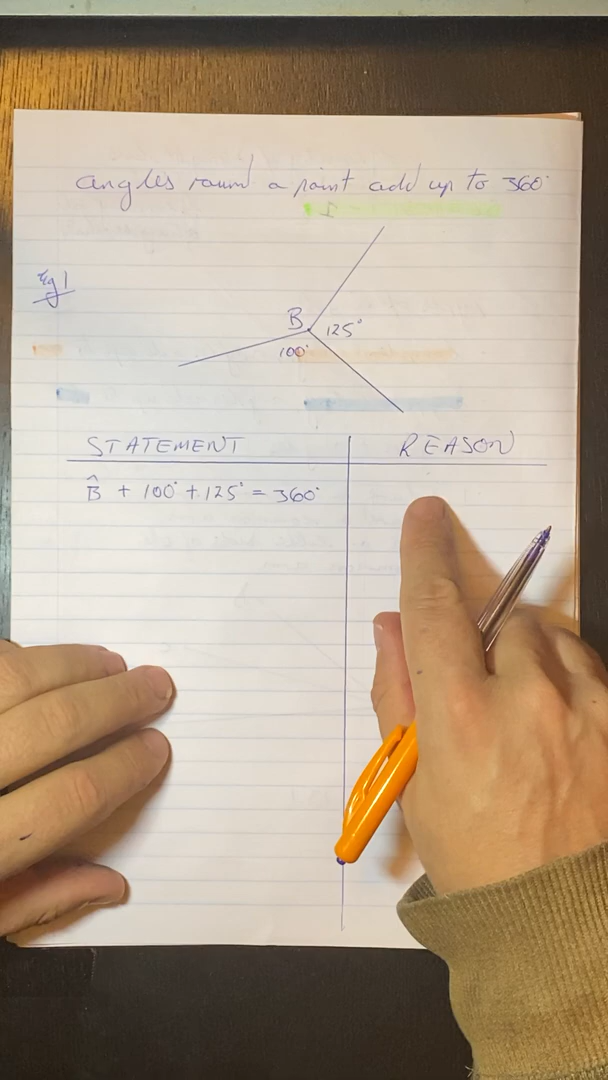 angles round a point add up to 360°
Eg 1
B 125°
100°
STATEMENT REASON
B̂ + 100° + 125° = 360°